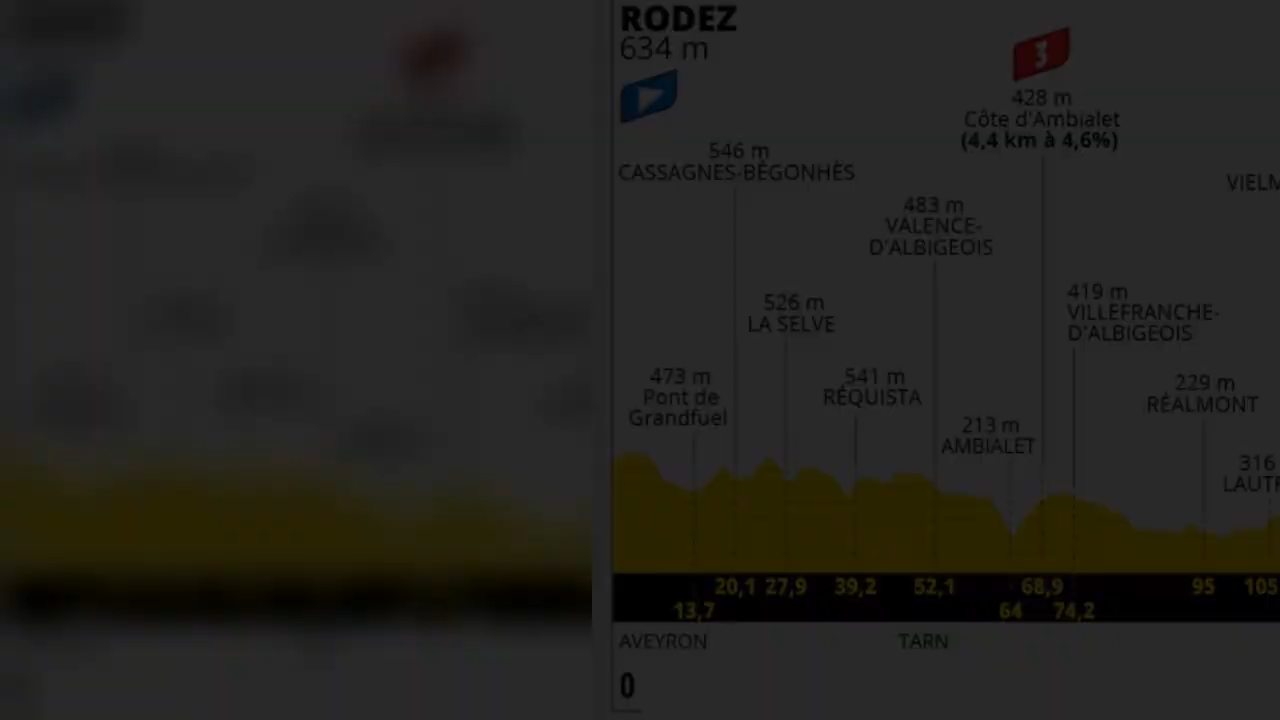 RODEZ
634 m
3
428 m
Côte d'Ambialet
(4,4 km à 4,6%)
546 m
CASSAGNES-BÉGONHÈS
VIELM
483 m
VALENCE-
D'ALBIGEOIS
419 m
VILLEFRANCHE-
D'ALBIGEOIS
526 m
LA SELVE
473 m
Pont de
Grandfuel
541 m
RÉQUISTA
229 m
RÉALMONT
213 m
AMBIALET
316
LAUTR
20,1 27,9 39,2 52,1 68,9 95 105
13,7 64 74,2
AVEYRON TARN
0